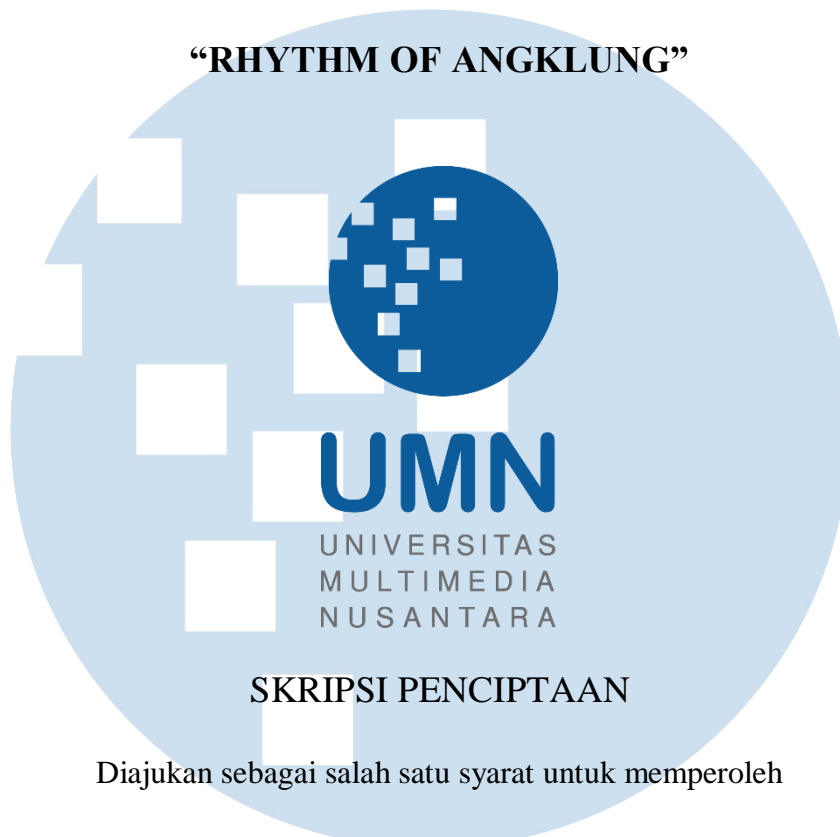 “RHYTHM OF ANGKLUNG”
UMN
UNIVERSITAS
MULTIMEDIA
NUSANTARA
SKRIPSI PENCIPTAAN
Diajukan sebagai salah satu syarat untuk memperoleh